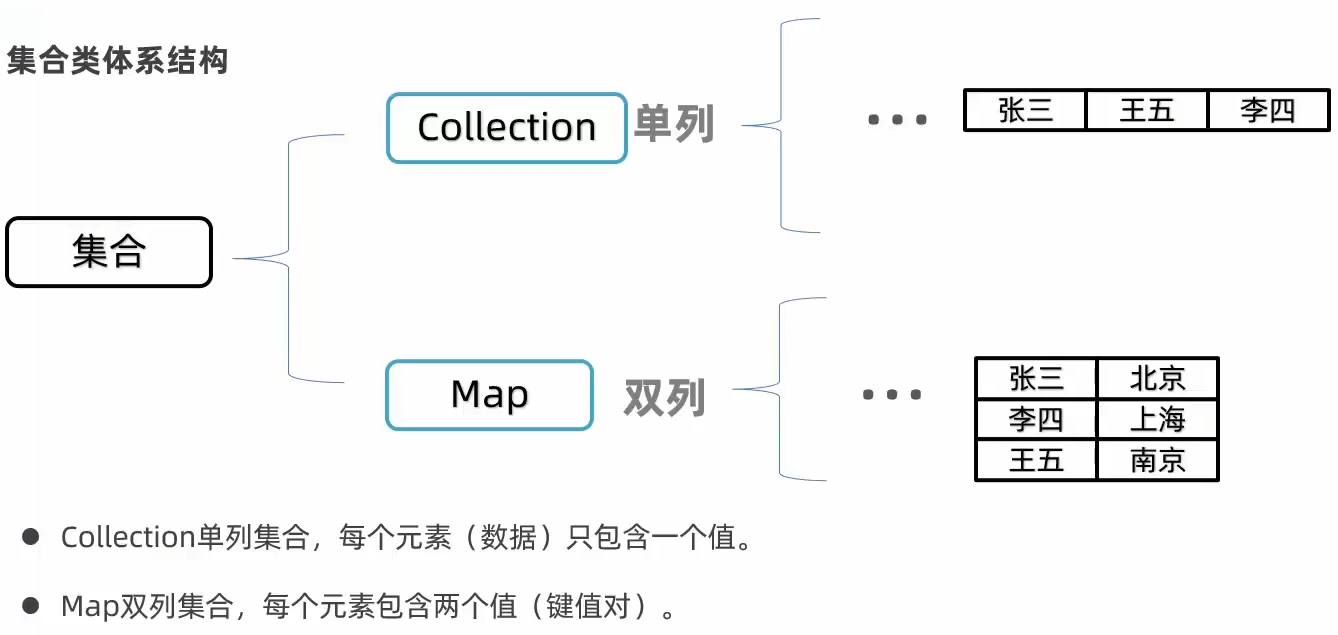 集合类体系结构
Collection 单列
... 张三 王五 李四
集合
Map 双列
... 张三 北京
李四 上海
王五 南京
● Collection单列集合，每个元素（数据）只包含一个值。
● Map双列集合，每个元素包含两个值（键值对）。